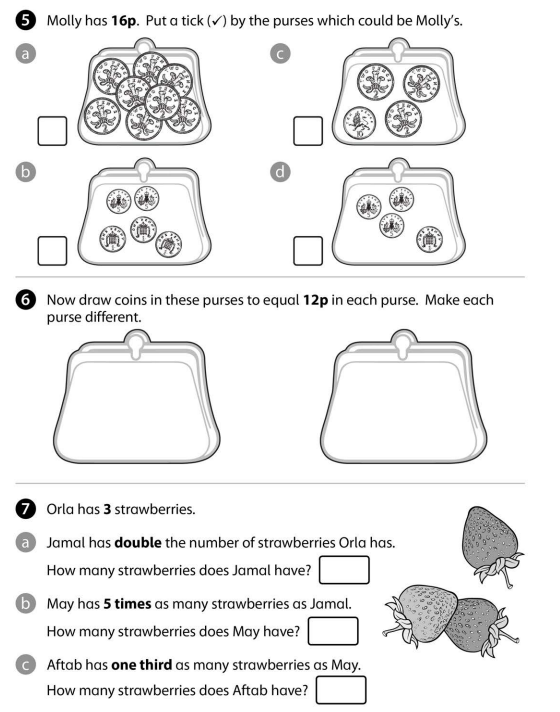 5 Molly has 16p. Put a tick (✓) by the purses which could be Molly's.
a
c
b
d
6 Now draw coins in these purses to equal 12p in each purse. Make each
purse different.
7 Orla has 3 strawberries.
a Jamal has double the number of strawberries Orla has.
How many strawberries does Jamal have?
b May has 5 times as many strawberries as Jamal.
How many strawberries does May have?
c Aftab has one third as many strawberries as May.
How many strawberries does Aftab have?